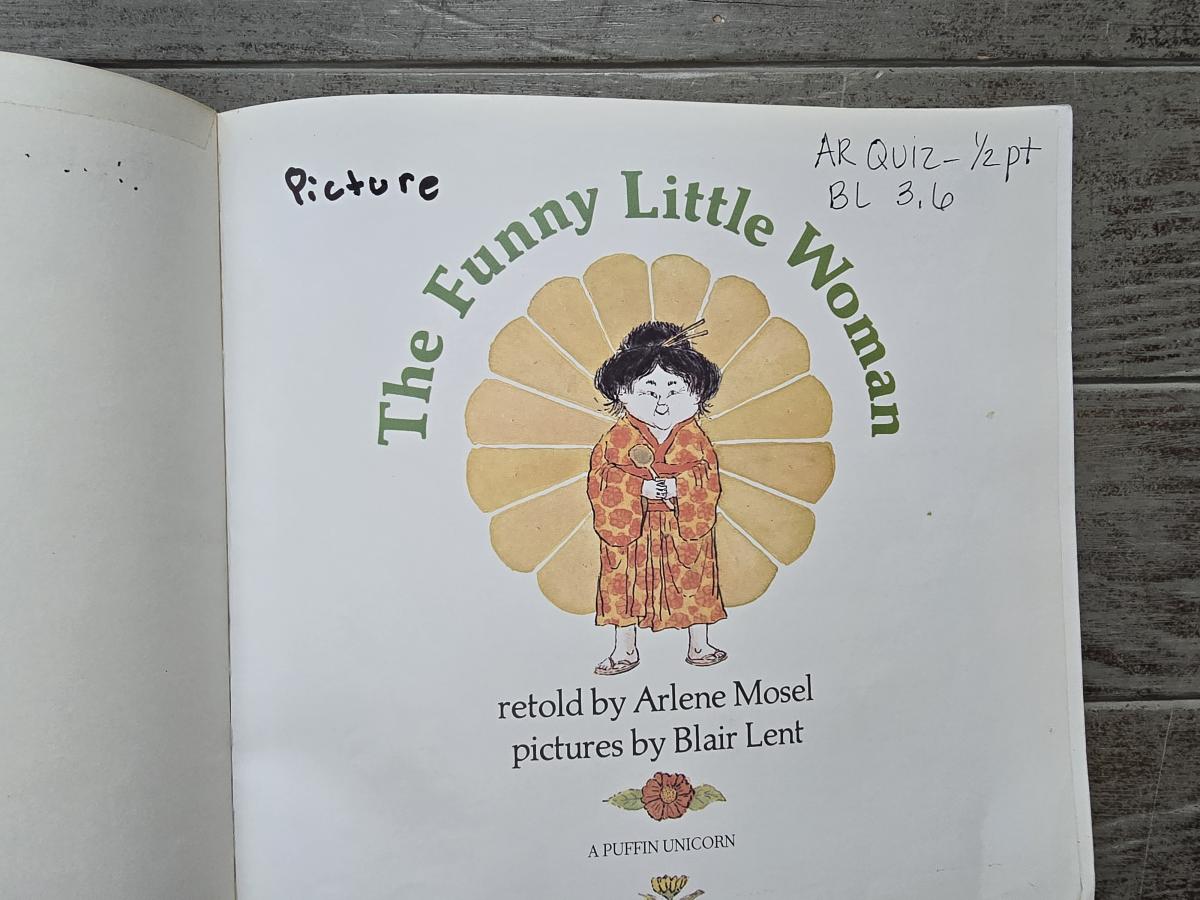 Picture
AR QUIZ- ½ pt
BL 3.6
The Funny Little Woman
retold by Arlene Mosel
pictures by Blair Lent
A PUFFIN UNICORN